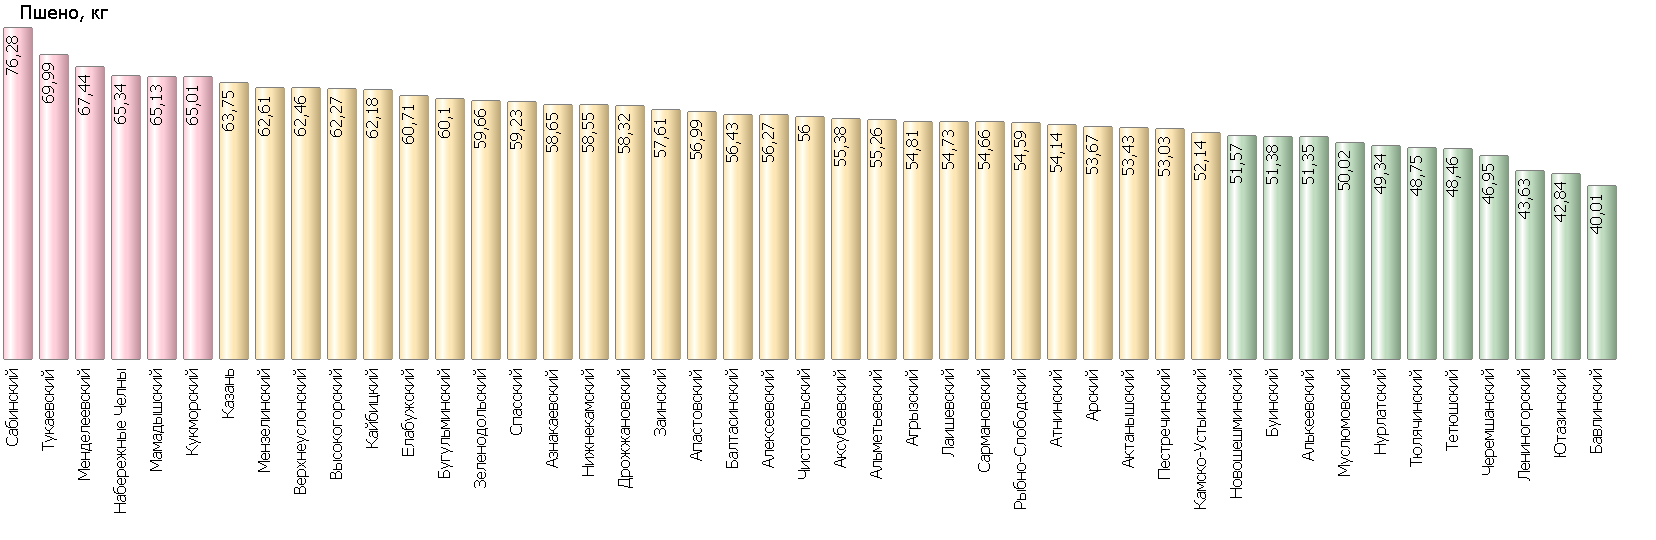 Пшено, кг
76,28
69,99
67,44
65,34
65,13
65,01
63,75
62,61
62,46
62,27
62,18
60,71
60,1
59,66
59,23
58,65
58,55
58,32
57,61
56,99
56,43
56,27
56
55,38
55,26
54,81
54,73
54,66
54,59
54,14
53,67
53,43
53,03
52,14
51,57
51,38
51,35
50,02
49,34
48,75
48,46
46,95
43,63
42,84
40,01
Сабинский
Тукаевский
Менделеевский
Набережные Челны
Мамадышский
Кукморский
Казань
Мензелинский
Верхнеуслонский
Высокогорский
Кайбицкий
Елабужский
Бугульминский
Зеленодольский
Спасский
Азнакаевский
Нижнекамский
Дрожжановский
Заинский
Апастовский
Балтасинский
Алексеевский
Чистопольский
Аксубаевский
Альметьевский
Агрызский
Лаишевский
Сармановский
Рыбно-Слободский
Атнинский
Арский
Актанышский
Пестречинский
Камско-Устьинский
Новошешминский
Буинский
Алькеевский
Муслюмовский
Нурлатский
Тюлячинский
Тетюшский
Черемшанский
Лениногорский
Ютазинский
Бавлинский